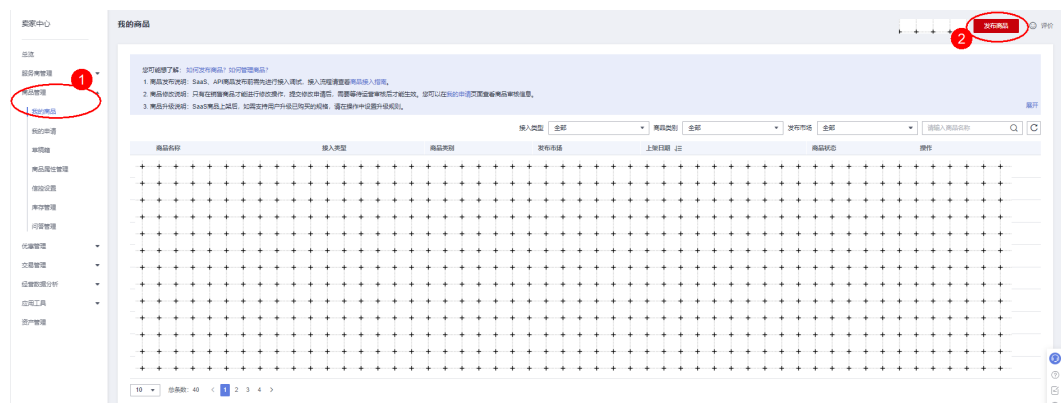 卖家中心
我的商品
发布商品
评价
2
总览
服务商管理
1
商品管理
我的商品
我的申请
草稿箱
商品属性管理
保险设置
库存管理
问答管理
优惠管理
交易管理
经营数据分析
应用工具
资产管理
您可能想了解： 如何发布商品? 如何管理商品?
1. 商品发布说明：SaaS、API商品发布前需先进行接入调试，接入流程请查看商品接入指南。
2. 商品修改说明：只有在销售商品才能进行修改操作，提交修改申请后，需要等待运营审核后才能生效。您可以在我的申请页面查看商品审核信息。
3. 商品升级说明：SaaS商品上架后，如需支持用户升级已购买的规格，请在操作中设置升级规则。
展开
接入类型 全部 商品类别 全部 发布市场 全部 请输入商品名称
商品名称 接入类型 商品类别 发布市场 上架日期 商品状态 操作
10 总条数: 40 < 1 2 3 4 >